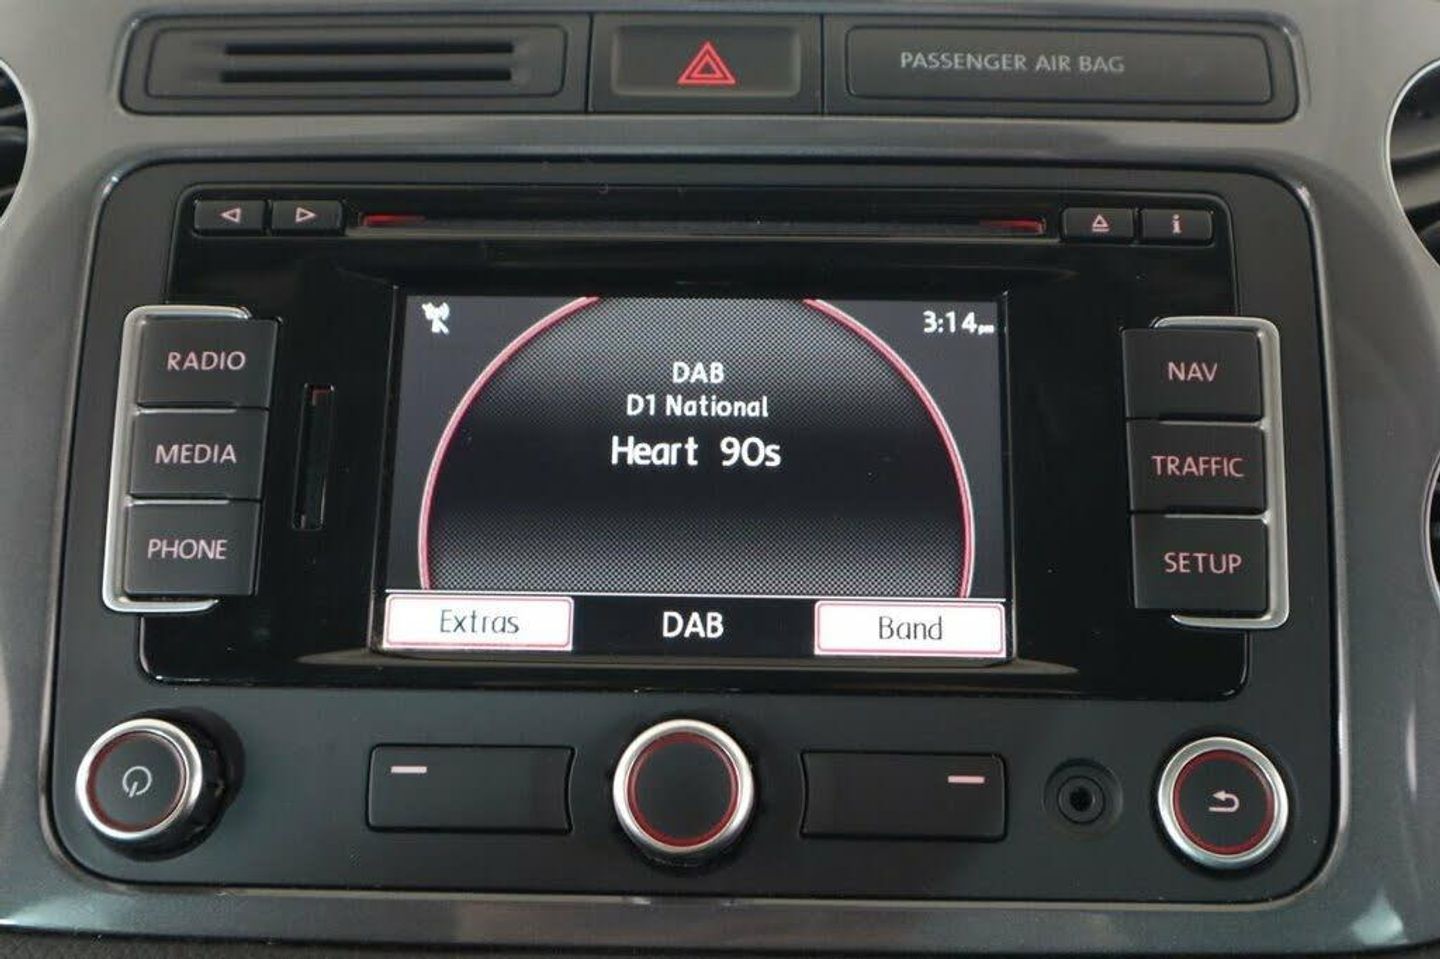 PASSENGER AIR BAG
RADIO
MEDIA
PHONE
3:14pm
DAB
D1 National
Heart 90s
Extras
DAB
Band
NAV
TRAFFIC
SETUP